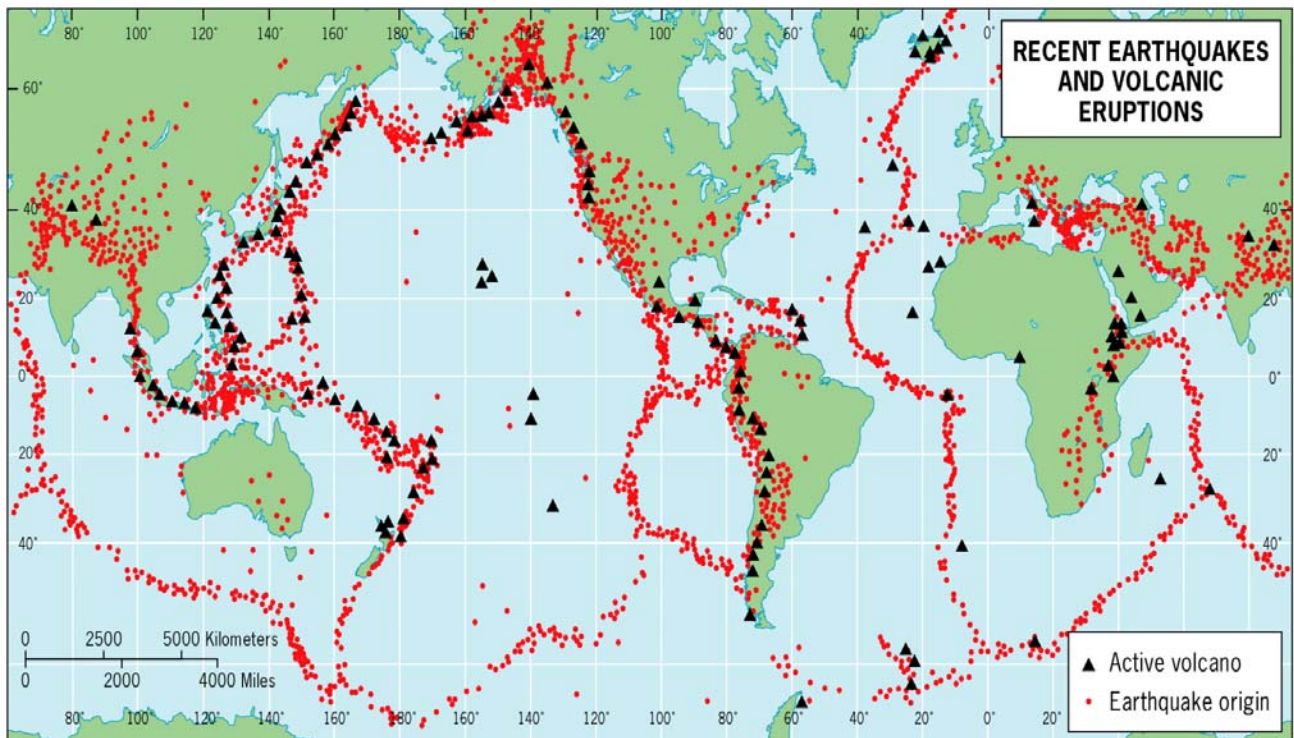 80° 100° 120° 140° 160° 180° 160° 140° 120° 100° 80° 60° 40° 20° 0°
RECENT EARTHQUAKES
AND VOLCANIC
ERUPTIONS
60°
40° 40°
20° 20°
0° 0°
20° 20°
40° 40°
0 2500 5000 Kilometers
0 2000 4000 Miles
Active volcano
Earthquake origin
80° 100° 120° 140° 160° 180° 160° 140° 120° 100° 80° 60° 40° 20° 0° 20°